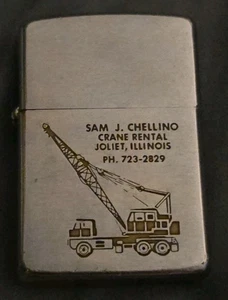 SAM J. CHELLINO
CRANE RENTAL
JOLIET, ILLINOIS
PH. 723-2829